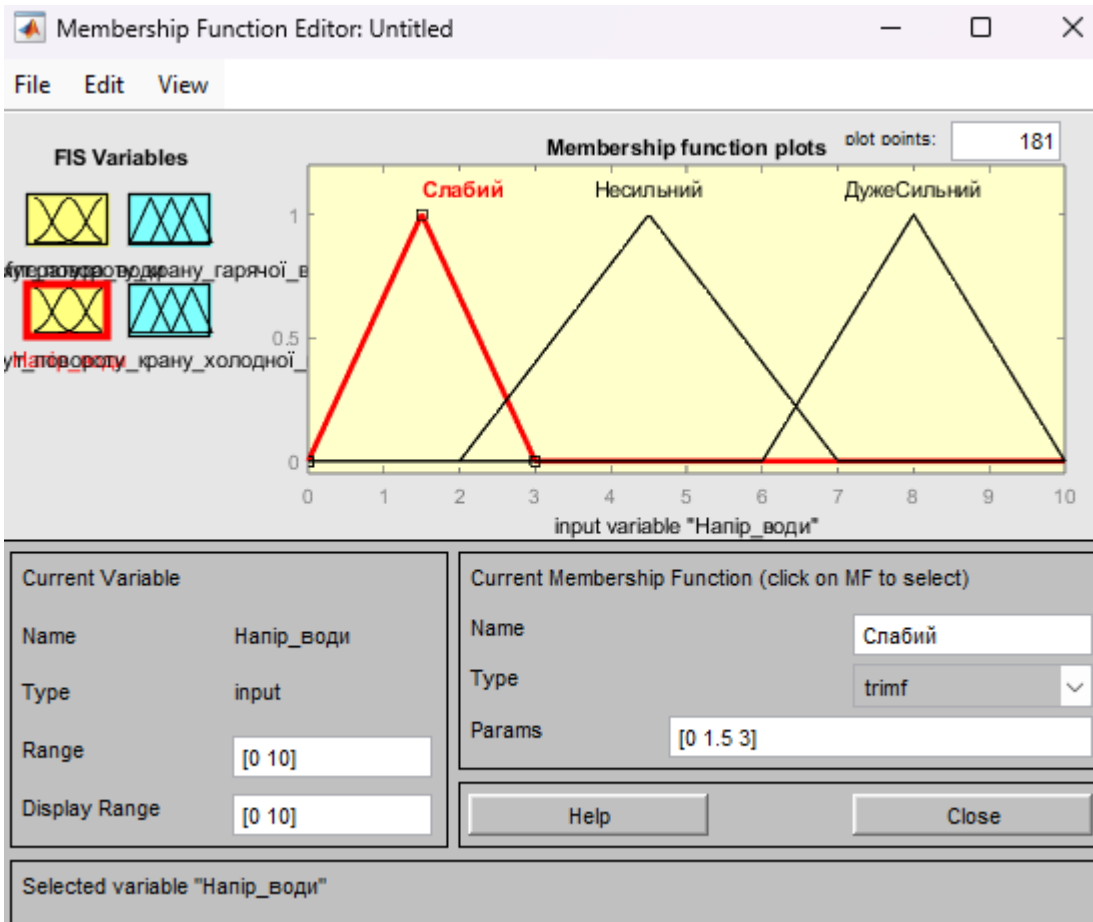 Membership Function Editor: Untitled
File Edit View
FIS Variables
Membership function plots
plot points: 181
Слабий Несильний ДужеСильний
1
0.5
0
крану_гарячої_в
повороту_крану_холодної_
0 1 2 3 4 5 6 7 8 9 10
input variable "Напір_води"
Current Variable
Name Напір_води
Type input
Range [0 10]
Display Range [0 10]
Current Membership Function (click on MF to select)
Name Слабий
Type trimf
Params [0 1.5 3]
Help Close
Selected variable "Напір_води"